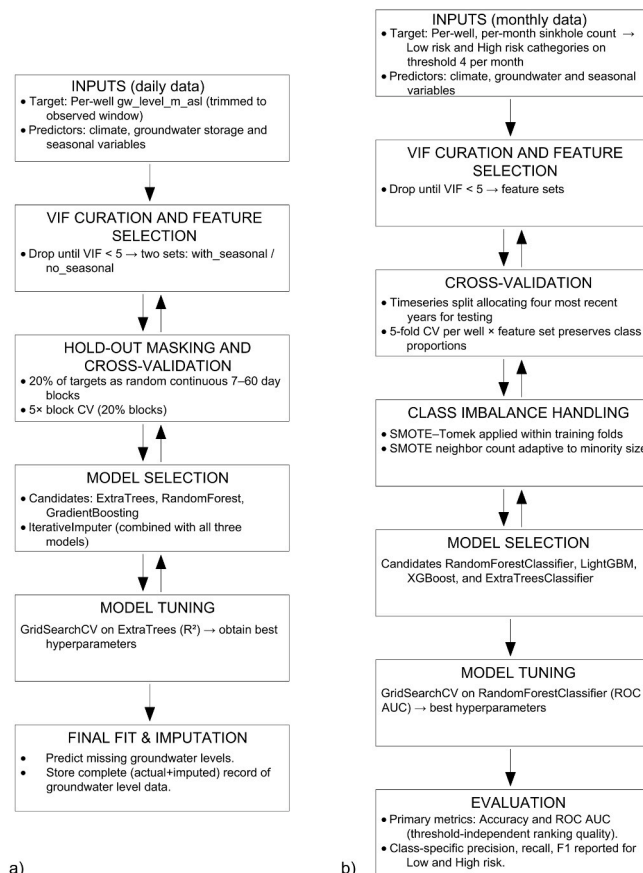 INPUTS (daily data)
• Target: Per-well gw_level_m_asl (trimmed to
observed window)
• Predictors: climate, groundwater storage and
seasonal variables
VIF CURATION AND FEATURE
SELECTION
• Drop until VIF < 5 → two sets: with_seasonal /
no_seasonal
HOLD-OUT MASKING AND
CROSS-VALIDATION
• 20% of targets as random continuous 7–60 day
blocks
• 5× block CV (20% blocks)
MODEL SELECTION
• Candidates: ExtraTrees, RandomForest,
GradientBoosting
• IterativeImputer (combined with all three
models)
MODEL TUNING
GridSearchCV on ExtraTrees (R²) → obtain best
hyperparameters
FINAL FIT & IMPUTATION
• Predict missing groundwater levels.
• Store complete (actual+imputed) record of
groundwater level data.
a)
INPUTS (monthly data)
• Target: Per-well, per-month sinkhole count →
Low risk and High risk cathegories on
threshold 4 per month
• Predictors: climate, groundwater and seasonal
variables
VIF CURATION AND FEATURE
SELECTION
• Drop until VIF < 5 → feature sets
CROSS-VALIDATION
• Timeseries split allocating four most recent
years for testing
• 5-fold CV per well × feature set preserves class
proportions
CLASS IMBALANCE HANDLING
• SMOTE–Tomek applied within training folds
• SMOTE neighbor count adaptive to minority size
MODEL SELECTION
Candidates RandomForestClassifier, LightGBM,
XGBoost, and ExtraTreesClassifier
MODEL TUNING
GridSearchCV on RandomForestClassifier (ROC
AUC) → best hyperparameters
EVALUATION
• Primary metrics: Accuracy and ROC AUC
(threshold-independent ranking quality).
• Class-specific precision, recall, F1 reported for
Low and High risk.
b)